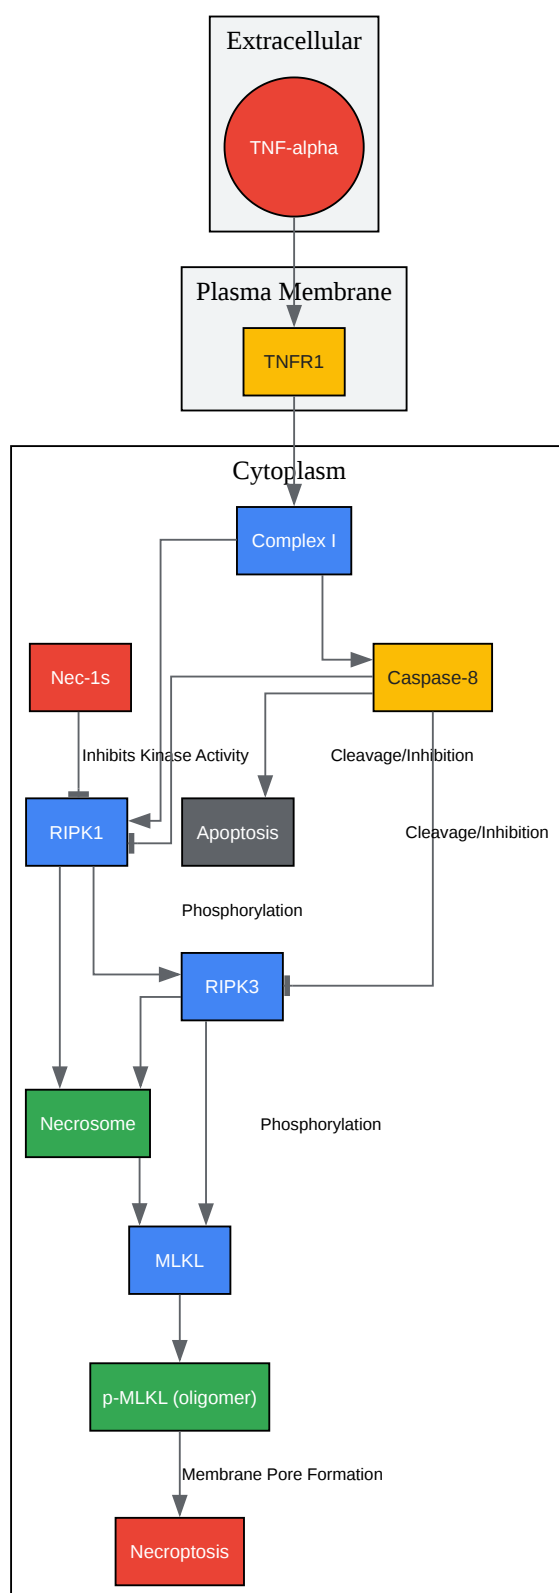 Extracellular
TNF-alpha
Plasma Membrane
TNFR1
Cytoplasm
Complex I
Nec-1s
Caspase-8
Inhibits Kinase Activity
Cleavage/Inhibition
RIPK1
Apoptosis
Cleavage/Inhibition
Phosphorylation
RIPK3
Necrosome
Phosphorylation
MLKL
p-MLKL (oligomer)
Membrane Pore Formation
Necroptosis